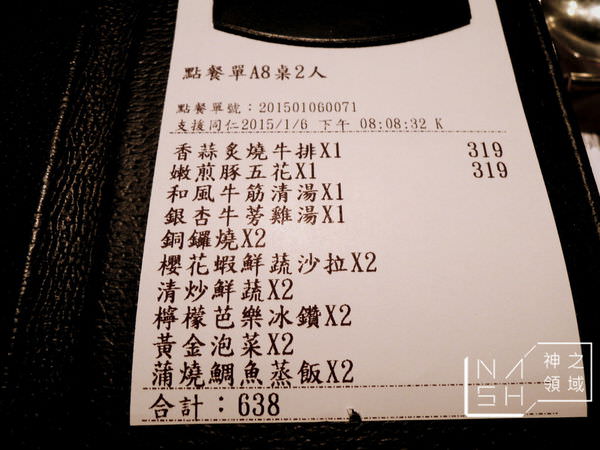 點餐單A8桌2人
點餐單號：201501060071
支援同仁2015/1/6 下午 08:08:32 K
香蒜炙燒牛排X1 319
嫩煎豚五花X1 319
和風牛筋清湯X1
銀杏牛蒡雞湯X1
銅鑼燒X2
櫻花蝦鮮蔬沙拉X2
清炒鮮蔬X2
檸檬芭樂冰鑽X2
黃金泡菜X2
蒲燒鯛魚蒸飯X2
合計：638
NASH 神之領域